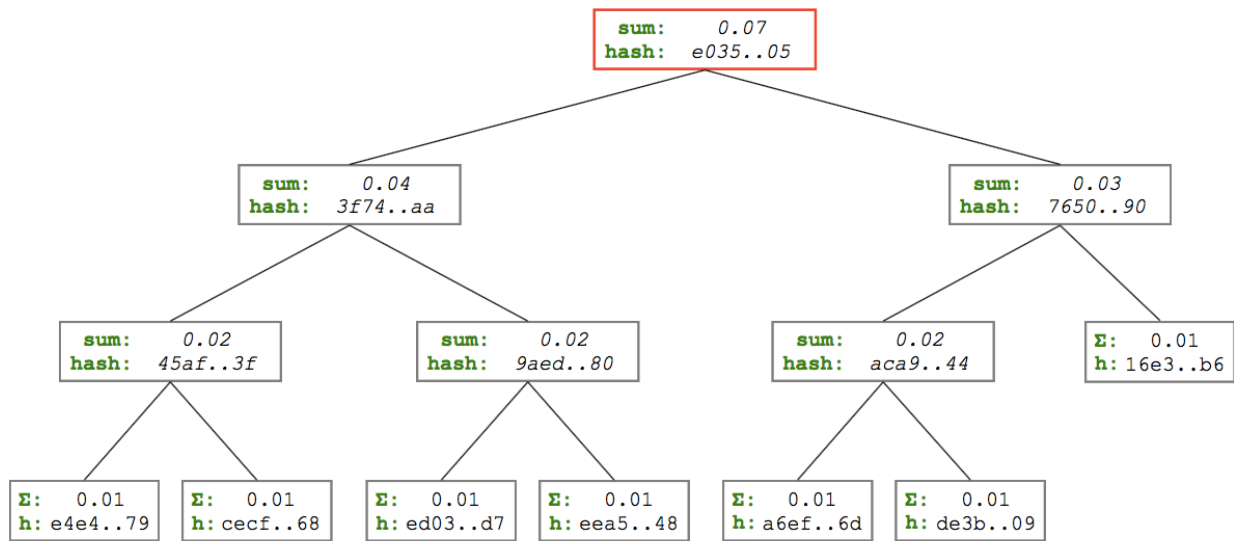 sum: 0.07
hash: e035..05
sum: 0.04
hash: 3f74..aa
sum: 0.03
hash: 7650..90
sum: 0.02
hash: 45af..3f
sum: 0.02
hash: 9aed..80
sum: 0.02
hash: aca9..44
Σ: 0.01
h: 16e3..b6
Σ: 0.01
h: e4e4..79
Σ: 0.01
h: cecf..68
Σ: 0.01
h: ed03..d7
Σ: 0.01
h: eea5..48
Σ: 0.01
h: a6ef..6d
Σ: 0.01
h: de3b..09